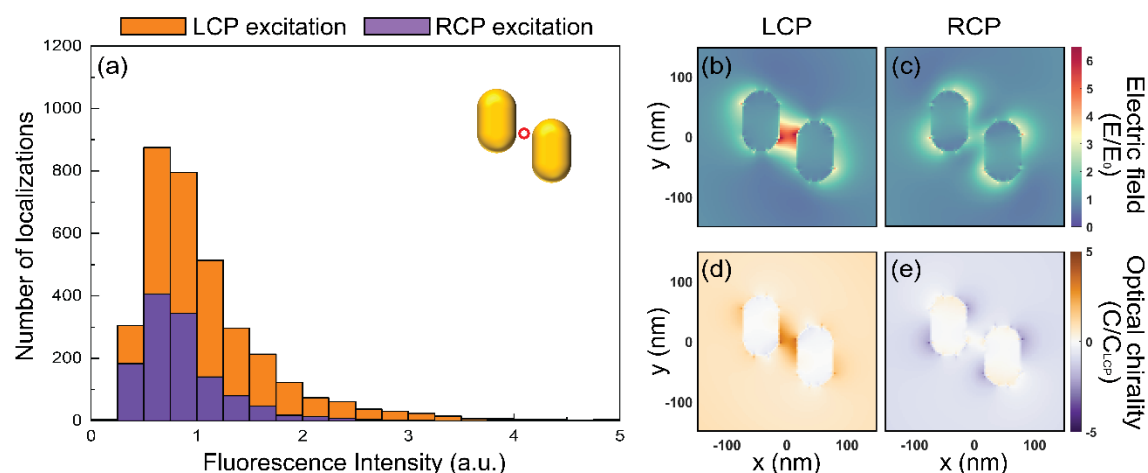 LCP excitation RCP excitation
(a)
1200
1000
800
600
400
200
0
Number of localizations
0 1 2 3 4 5
Fluorescence Intensity (a.u.)
LCP RCP
(b) (c)
100
0
-100
y (nm)
6
5
4
3
2
1
0
Electric field
(E/E₀)
(d) (e)
100
0
-100
y (nm)
-100 0 100 -100 0 100
x (nm) x (nm)
5
0
-5
Optical chirality
(C/C_LCP)